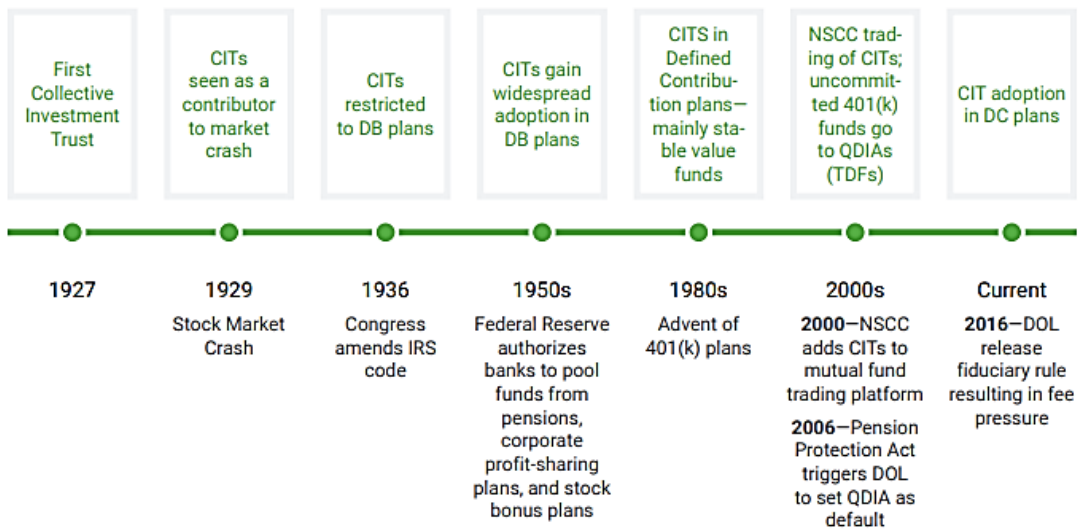 First
Collective
Investment
Trust
CITs
seen as a
contributor
to market
crash
CITs
restricted
to DB plans
CITs gain
widespread
adoption in
DB plans
CITS in
Defined
Contribu-
tion plans—
mainly sta-
ble value
funds
NSCC trad-
ing of CITs;
uncommit-
ted 401(k)
funds go
to QDIAs
(TDFs)
CIT adoption
in DC plans
1927
1929
Stock Market
Crash
1936
Congress
amends IRS
code
1950s
Federal Reserve
authorizes
banks to pool
funds from
pensions,
corporate
profit-sharing
plans, and stock
bonus plans
1980s
Advent of
401(k) plans
2000s
2000—NSCC
adds CITs to
mutual fund
trading platform
2006—Pension
Protection Act
triggers DOL
to set QDIA as
default
Current
2016—DOL
release
fiduciary rule
resulting in fee
pressure